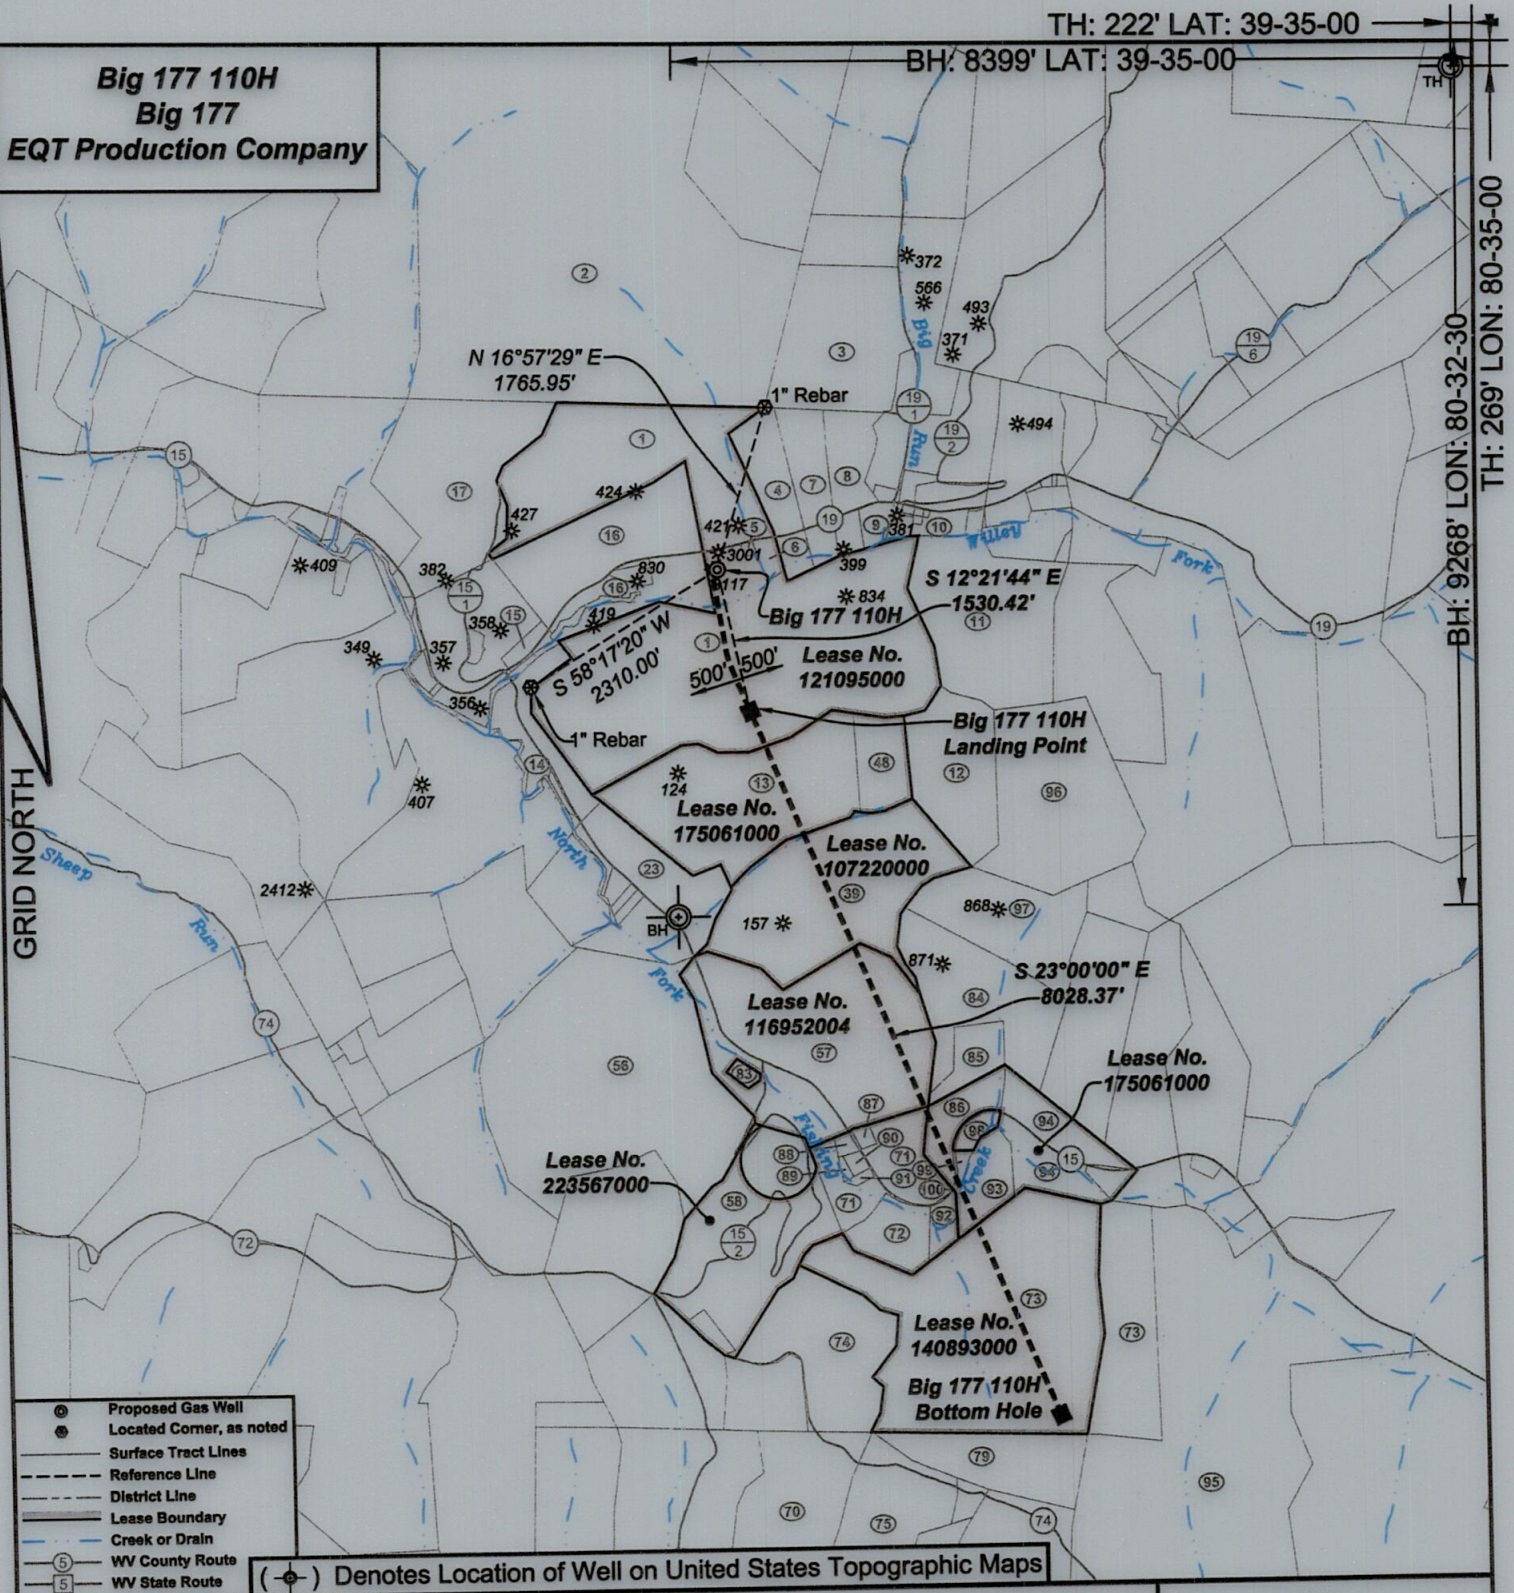 TH: 222' LAT: 39-35-00
BH: 8399' LAT: 39-35-00
TH
Big 177 110H
Big 177
EQT Production Company
TH: 269' LON: 80-35-00
BH: 9268' LON: 80-32-30
372
2
566
Big
493
371
3
N 16°57'29" E
1765.95'
1" Rebar
19
1
19
6
494
19
2
Run
1
15
17
424
4
7
8
427
421
5
19
9
381
10
16
6
Willey
3001
399
Fork
409
382
830
16
117
S 12°21'44" E
1530.42'
834
15
1
Big 177 110H
11
15
419
19
358
349
357
S 58°17'20" W
2310.00'
1
500'
500'
Lease No.
121095000
356
Big 177 110H
Landing Point
1" Rebar
14
48
12
96
124
13
407
GRID NORTH
Lease No.
175061000
North
Lease No.
107220000
Sheep
Run
23
2412
39
868
97
BH
157
871
S 23°00'00" E
8028.37'
Fork
84
Lease No.
116952004
74
57
85
56
Lease No.
175061000
83
87
86
94
Fishing
90
98
88
71
15
89
91
99
94
100
Creek
93
Lease No.
223567000
58
71
92
72
15
2
72
73
73
Lease No.
140893000
74
Big 177 110H
Bottom Hole
79
95
70
75
74
Proposed Gas Well
Located Corner, as noted
Surface Tract Lines
Reference Line
District Line
Lease Boundary
Creek or Drain
5 WV County Route
5 WV State Route
( ) Denotes Location of Well on United States Topographic Maps